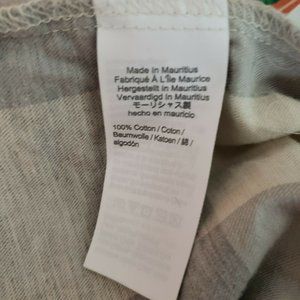 Made in Mauritius
Fabriqué À L'Île Maurice
Hergestellt in Mauritius
Vervaardigd in Mauritius
モーリシャス製
hecho en mauricio
100% Cotton / Coton /
Baumwolle / Katoen / 綿 /
algodón